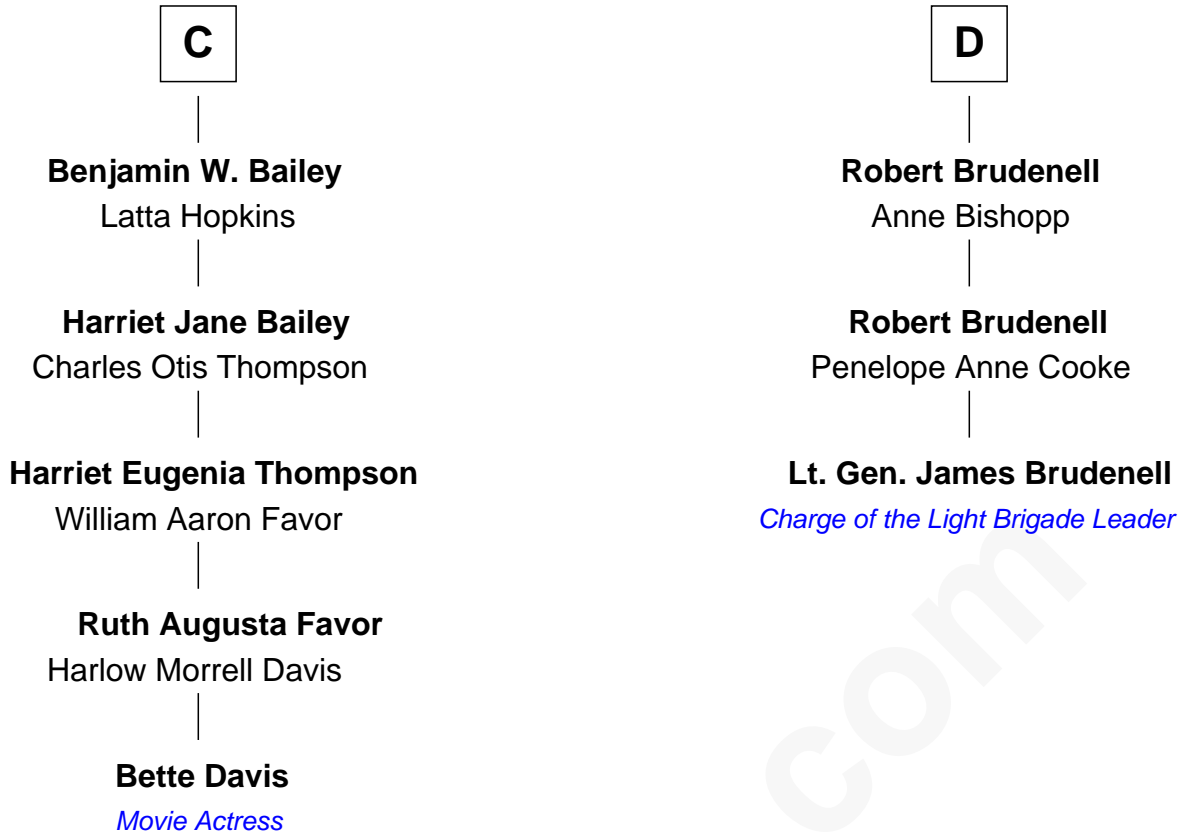 C
Benjamin W. Bailey
Latta Hopkins
Harriet Jane Bailey
Charles Otis Thompson
Harriet Eugenia Thompson
William Aaron Favor
Ruth Augusta Favor
Harlow Morrell Davis
Bette Davis
Movie Actress
D
Robert Brudenell
Anne Bishopp
Robert Brudenell
Penelope Anne Cooke
Lt. Gen. James Brudenell
Charge of the Light Brigade Leader
com